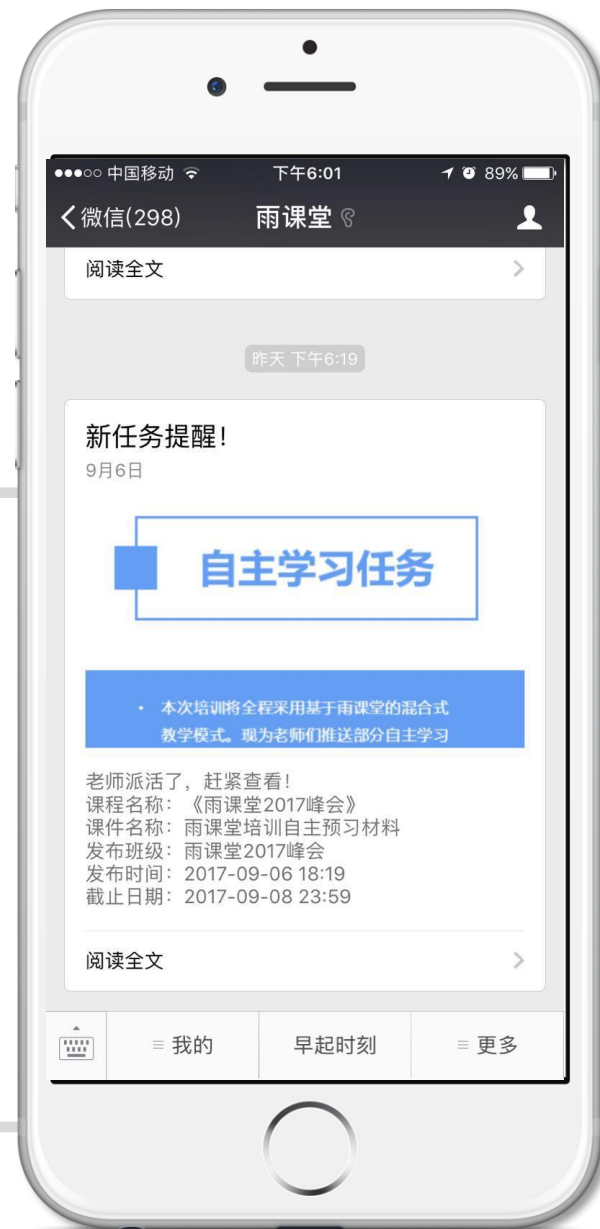 中国移动 下午6:01 89%
微信(298) 雨课堂
阅读全文
昨天 下午6:19
新任务提醒！
9月6日
自主学习任务
• 本次培训将全程采用基于雨课堂的混合式
教学模式。现为老师们推送部分自主学习
老师派活了，赶紧查看！
课程名称：《雨课堂2017峰会》
课件名称：雨课堂培训自主预习材料
发布班级：雨课堂2017峰会
发布时间：2017-09-06 18:19
截止日期：2017-09-08 23:59
阅读全文
我的 早起时刻 更多